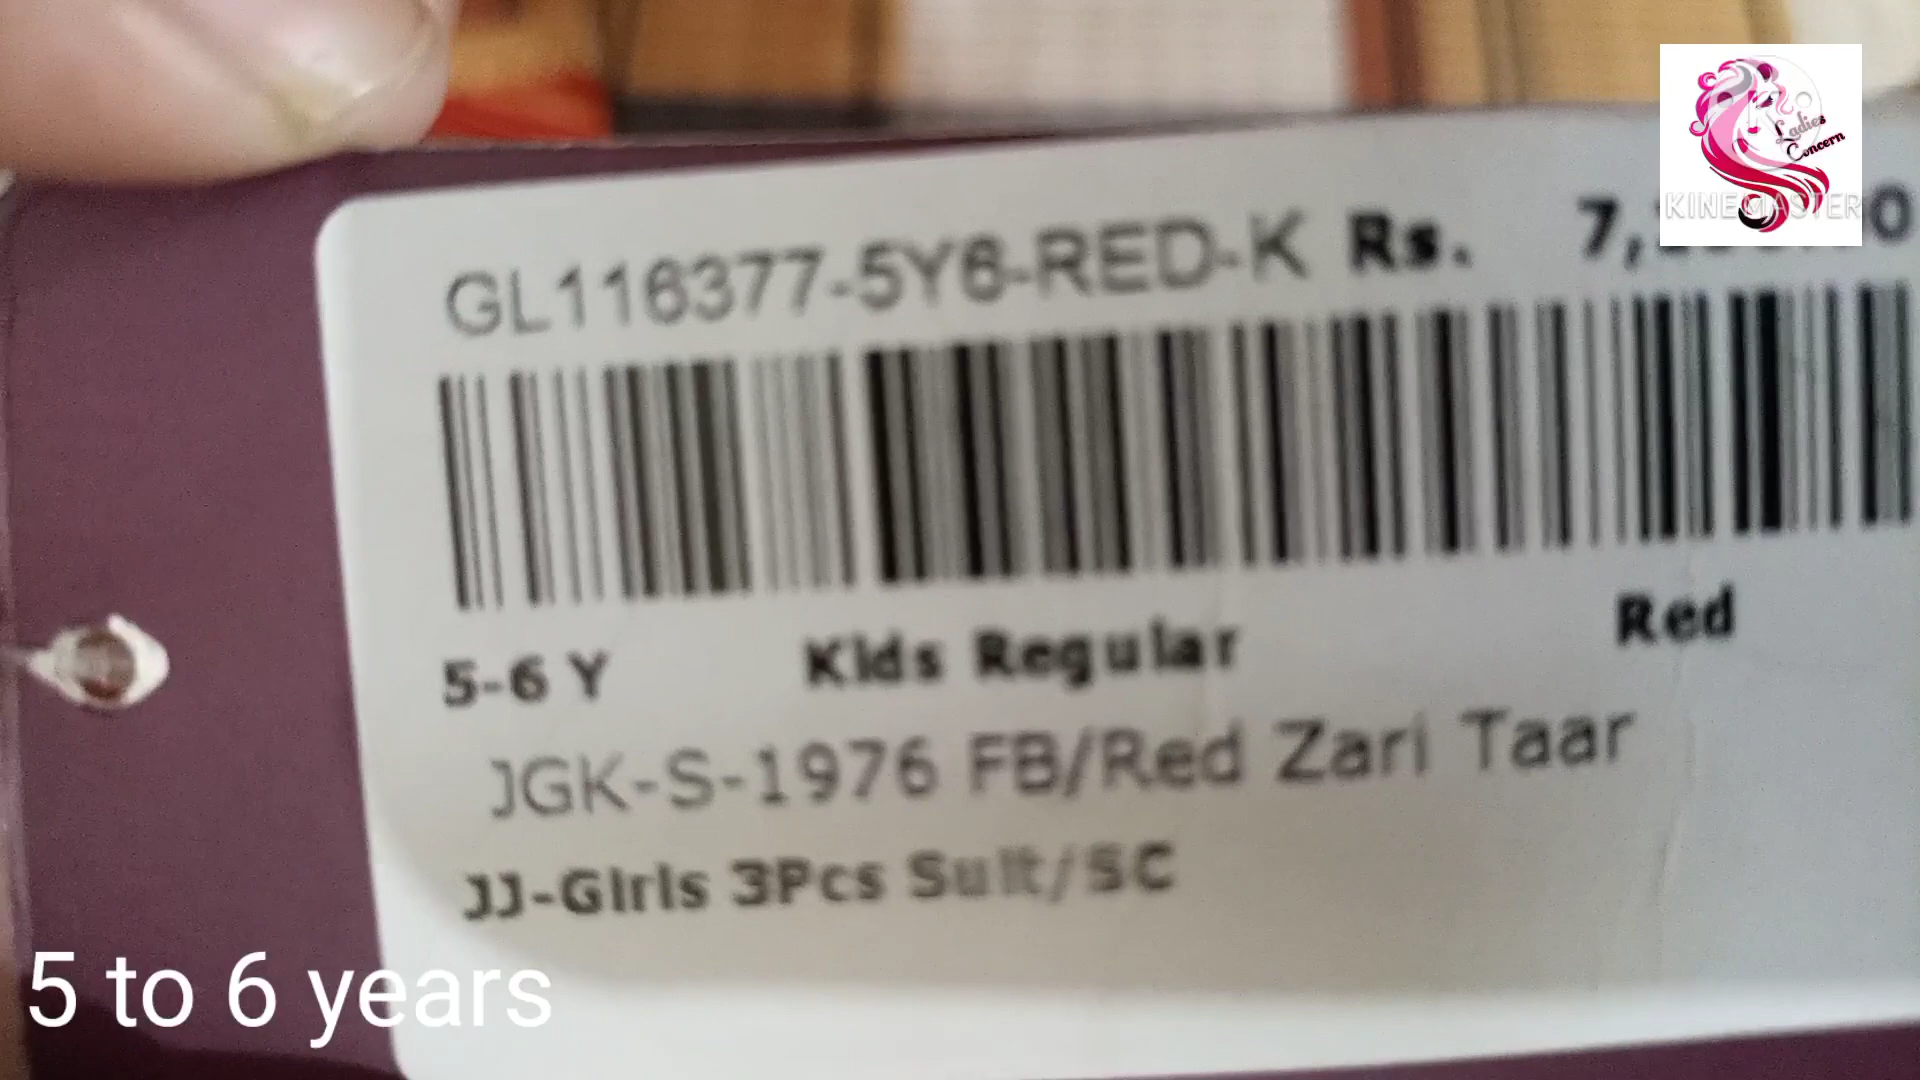 Ladies
Concern
KINEMASTER
GL116377-5Y6-RED-K Rs.
5-6 Y Kids Regular Red
JGK-S-1976 FB/Red Zari Taar
JJ-Girls 3Pcs Suit/SC
5 to 6 years